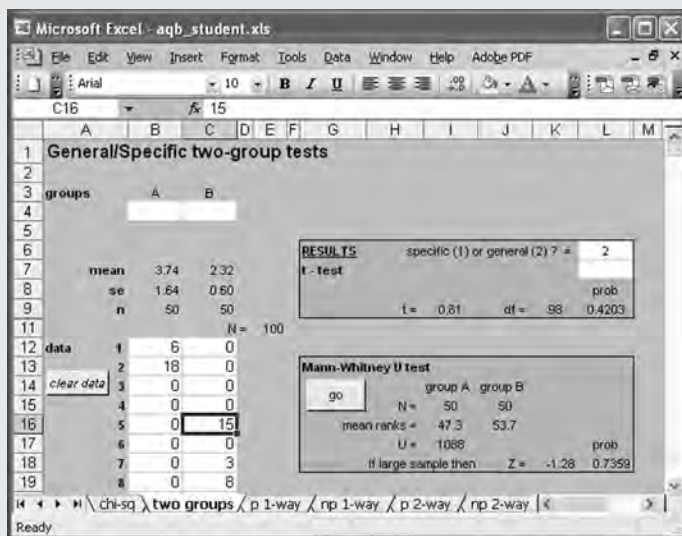 Microsoft Excel - aqb_student.xls
File Edit View Insert Format Tools Data Window Help Adobe PDF
Arial 10 B I U
C16 fx 15
A B C D E F G H I J K L M
1 General/Specific two-group tests
2
3 groups A B
4
5
6 RESULTS specific (1) or general (2) ? = 2
7 mean 3.74 2.32 t - test
8 se 1.64 0.60 prob
9 n 50 50 t = 0.81 df = 98 0.4203
11 N = 100
12 data 1 6 0
13 2 18 0 Mann-Whitney U test
14 clear data 3 0 0 go group A group B
15 4 0 0 N = 50 50
16 5 0 15 mean ranks = 47.3 53.7
17 6 0 0 U = 1088 prob
18 7 0 3 If large sample then Z = -1.28 0.7359
19 8 0 8
chi-sq two groups p 1-way np 1-way p 2-way np 2-way
Ready